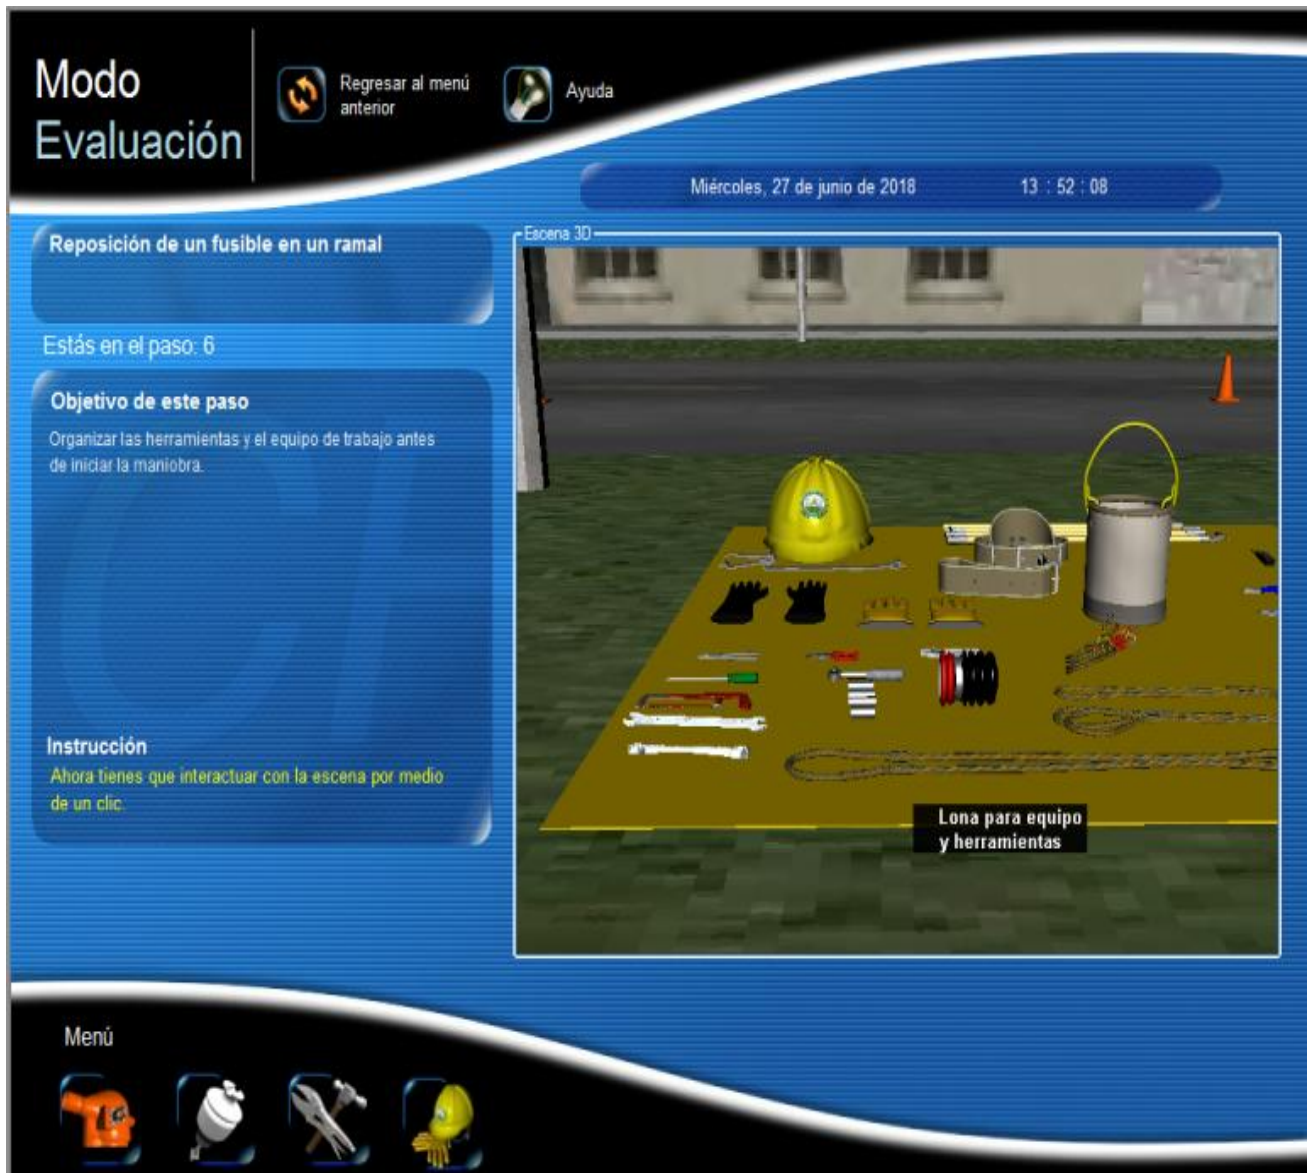 Modo
Evaluación
Regresar al menú
anterior
Ayuda
Miércoles, 27 de junio de 2018 13 : 52 : 08
Reposición de un fusible en un ramal
Estás en el paso: 6
Objetivo de este paso
Organizar las herramientas y el equipo de trabajo antes
de iniciar la maniobra.
Instrucción
Ahora tienes que interactuar con la escena por medio
de un clic.
Escena 3D
Lona para equipo
y herramientas
Menú